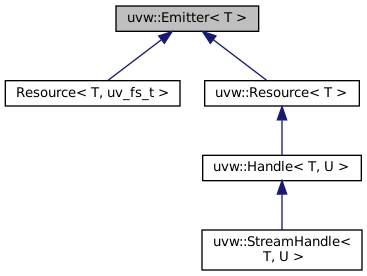 uvw::Emitter< T >
Resource< T, uv_fs_t >
uvw::Resource< T >
uvw::Handle< T, U >
uvw::StreamHandle<
T, U >